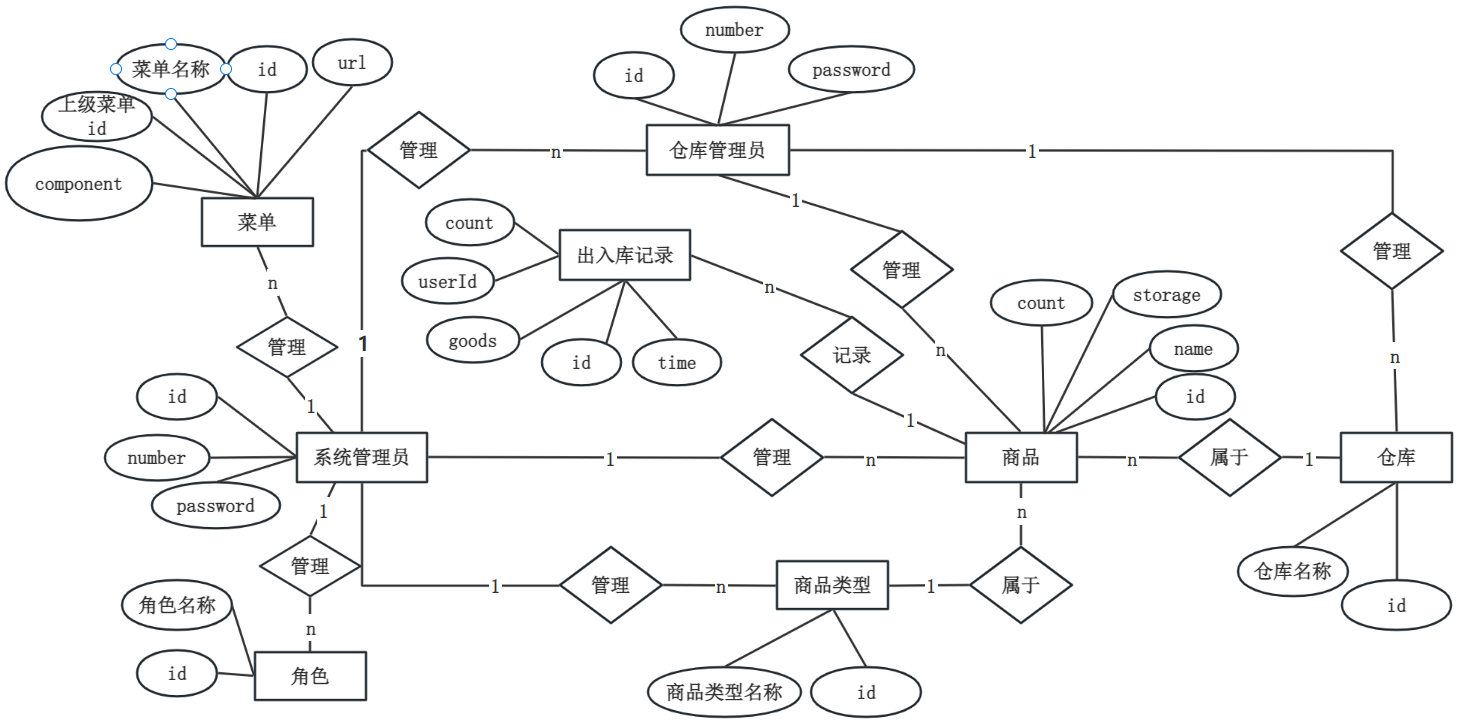 number
菜单名称
id
url
id
password
上级菜单
id
管理
n
仓库管理员
1
component
1
菜单
count
出入库记录
管理
管理
userId
n
n
count
storage
管理
1
goods
记录
n
name
n
id
time
id
id
1
1
number
系统管理员
1
管理
n
商品
n
属于
1
仓库
password
1
n
管理
仓库名称
角色名称
1
管理
n
商品类型
1
属于
id
n
id
角色
商品类型名称
id